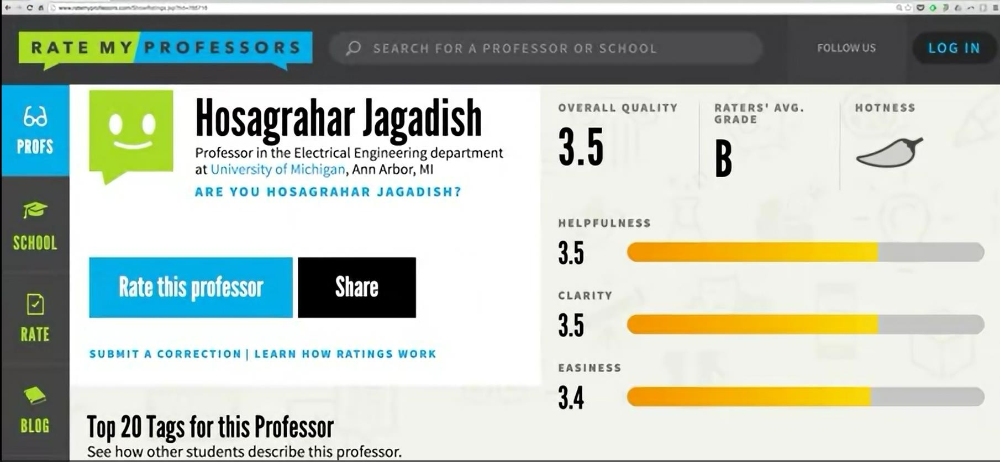 RATE MY PROFESSORS
SEARCH FOR A PROFESSOR OR SCHOOL
FOLLOW US
LOG IN
PROFS
SCHOOL
RATE
BLOG
Hosagrahar Jagadish
Professor in the Electrical Engineering department
at University of Michigan, Ann Arbor, MI
ARE YOU HOSAGRAHAR JAGADISH?
Rate this professor
Share
SUBMIT A CORRECTION | LEARN HOW RATINGS WORK
Top 20 Tags for this Professor
See how other students describe this professor.
OVERALL QUALITY
3.5
RATERS' AVG.
GRADE
B
HOTNESS
HELPFULNESS
3.5
CLARITY
3.5
EASINESS
3.4